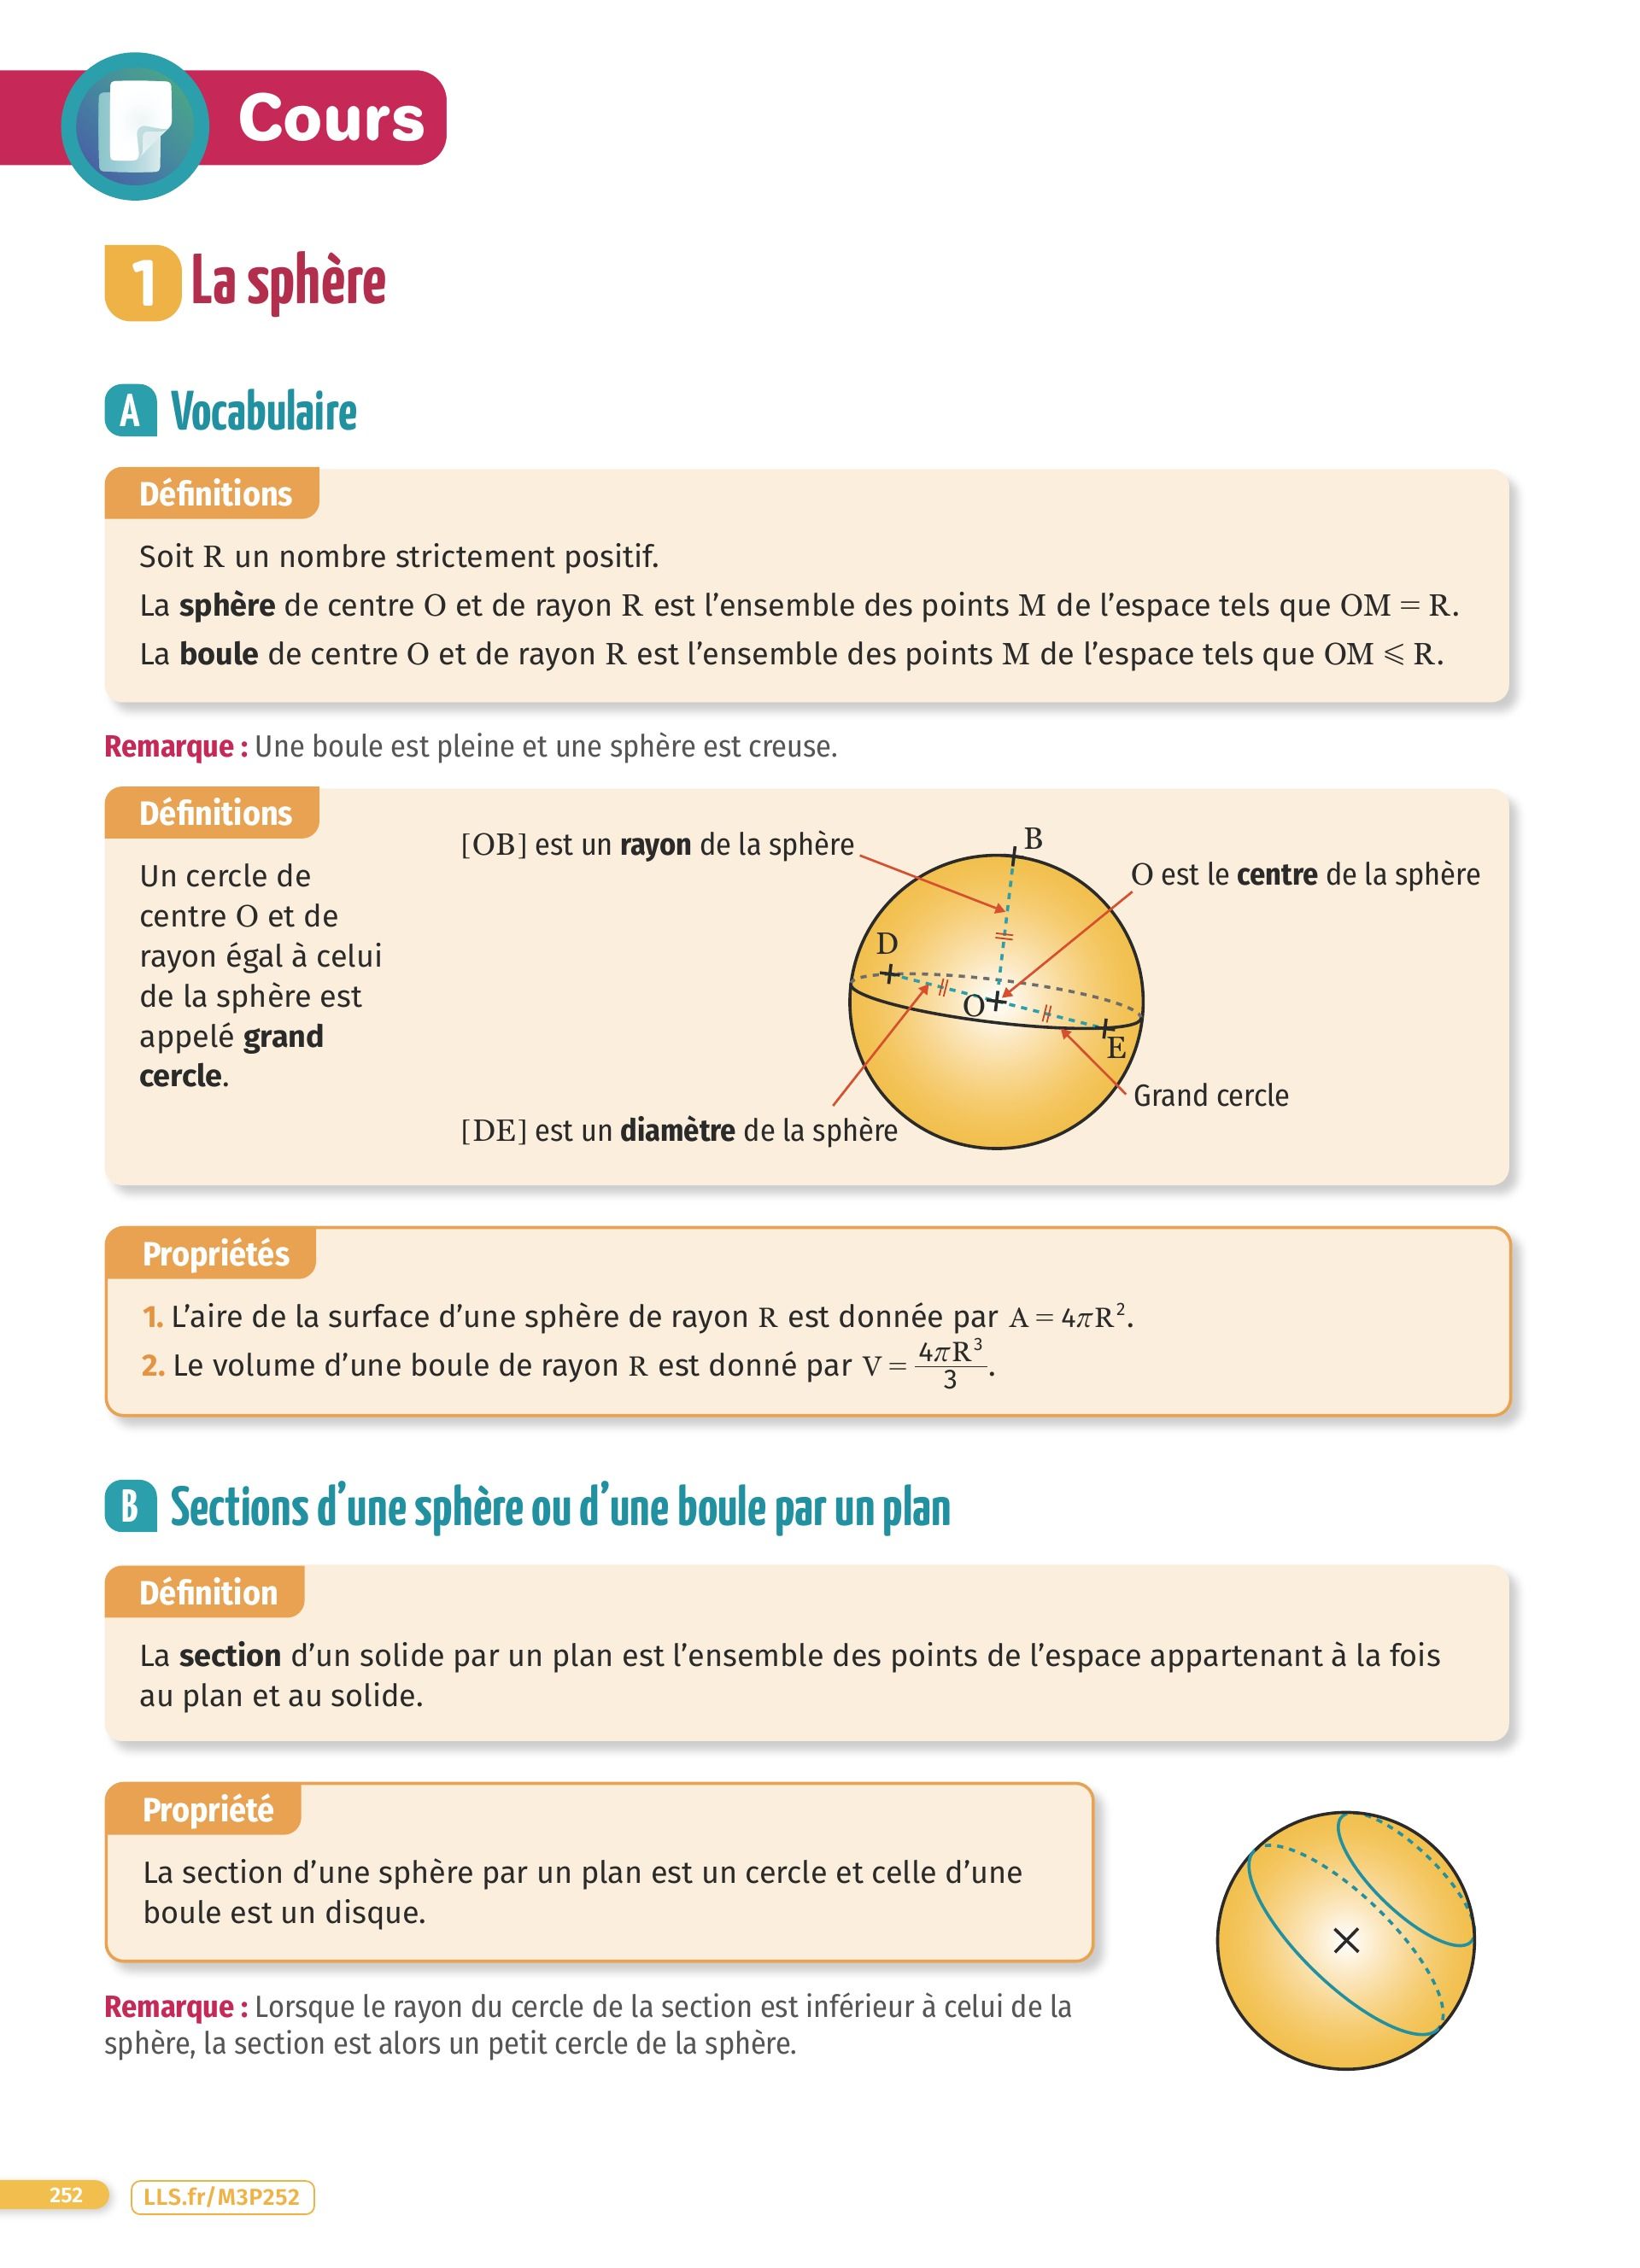 Cours
1 La sphère
A Vocabulaire
Définitions
Soit R un nombre strictement positif.
La sphère de centre O et de rayon R est l’ensemble des points M de l’espace tels que OM = R.
La boule de centre O et de rayon R est l’ensemble des points M de l’espace tels que OM ⩽ R.
Remarque : Une boule est pleine et une sphère est creuse.
Définitions
Un cercle de
centre O et de
rayon égal à celui
de la sphère est
appelé grand
cercle.
[OB] est un rayon de la sphère
B
O est le centre de la sphère
D
O
E
Grand cercle
[DE] est un diamètre de la sphère
Propriétés
1. L’aire de la surface d’une sphère de rayon R est donnée par A = 4πR².
2. Le volume d’une boule de rayon R est donné par V = 4πR³/3.
B Sections d’une sphère ou d’une boule par un plan
Définition
La section d’un solide par un plan est l’ensemble des points de l’espace appartenant à la fois
au plan et au solide.
Propriété
La section d’une sphère par un plan est un cercle et celle d’une
boule est un disque.
Remarque : Lorsque le rayon du cercle de la section est inférieur à celui de la
sphère, la section est alors un petit cercle de la sphère.
252
LLS.fr/M3P252